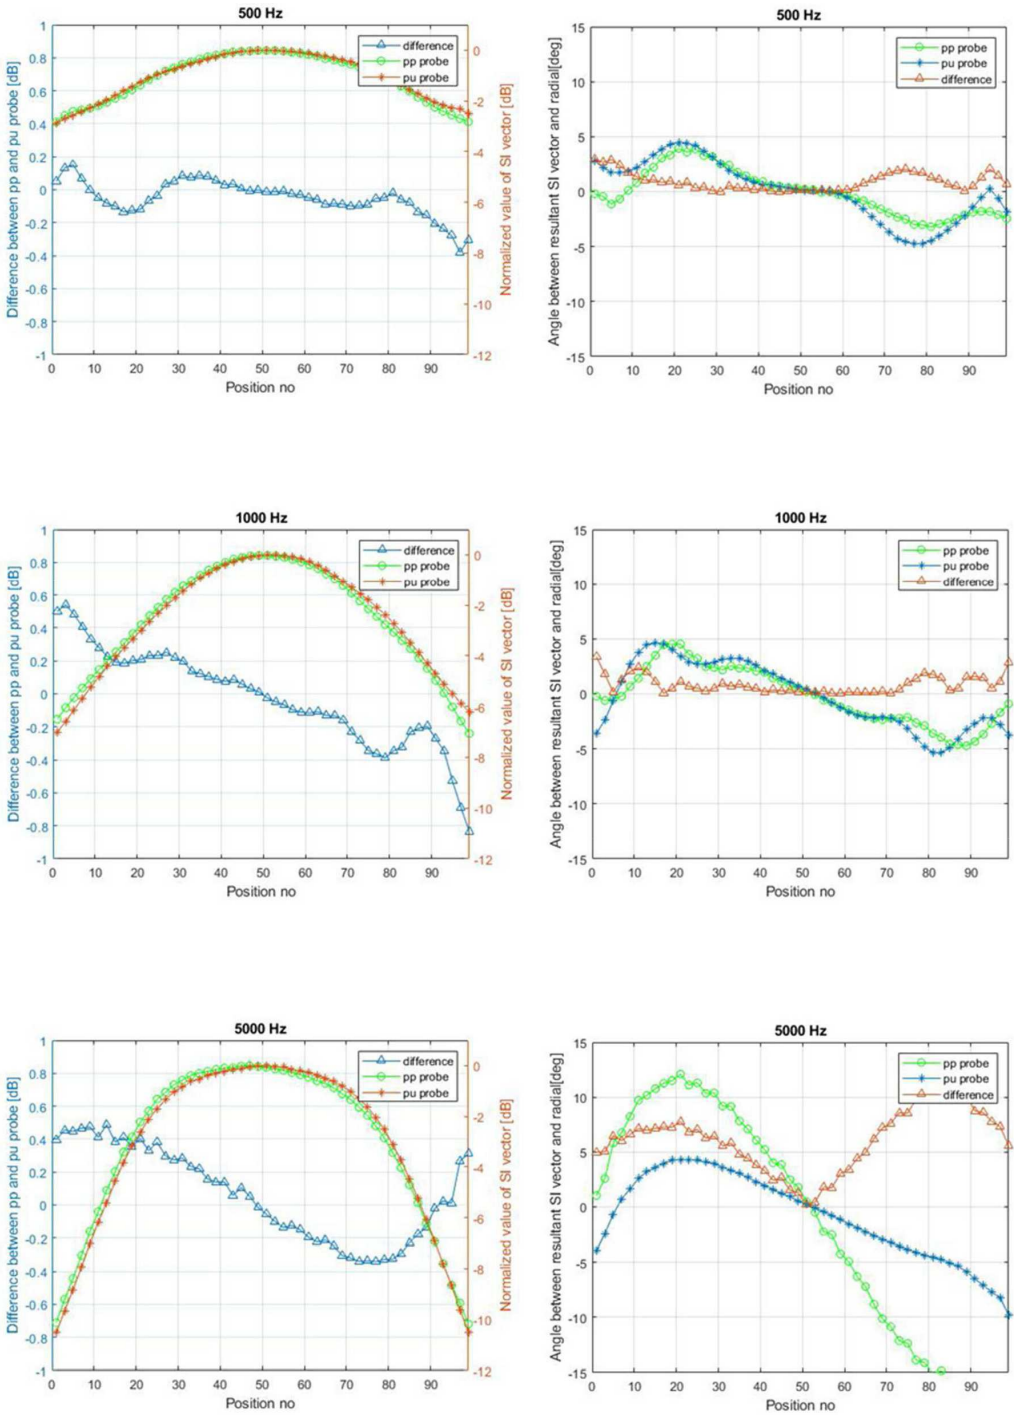 500 Hz
difference
pp probe
pu probe
Difference between pp and pu probe [dB]
1
0.8
0.6
0.4
0.2
0
-0.2
-0.4
-0.6
-0.8
-1
Normalized value of SI vector [dB]
0
-2
-4
-6
-8
-10
-12
0 10 20 30 40 50 60 70 80 90
Position no
500 Hz
pp probe
pu probe
difference
Angle between resultant SI vector and radial[deg]
15
10
5
0
-5
-10
-15
0 10 20 30 40 50 60 70 80 90
Position no
1000 Hz
difference
pp probe
pu probe
Difference between pp and pu probe [dB]
1
0.8
0.6
0.4
0.2
0
-0.2
-0.4
-0.6
-0.8
-1
Normalized value of SI vector [dB]
0
-2
-4
-6
-8
-10
-12
0 10 20 30 40 50 60 70 80 90
Position no
1000 Hz
pp probe
pu probe
difference
Angle between resultant SI vector and radial[deg]
15
10
5
0
-5
-10
-15
0 10 20 30 40 50 60 70 80 90
Position no
5000 Hz
difference
pp probe
pu probe
Difference between pp and pu probe [dB]
1
0.8
0.6
0.4
0.2
0
-0.2
-0.4
-0.6
-0.8
-1
Normalized value of SI vector [dB]
0
-2
-4
-6
-8
-10
-12
0 10 20 30 40 50 60 70 80 90
Position no
5000 Hz
pp probe
pu probe
difference
Angle between resultant SI vector and radial[deg]
15
10
5
0
-5
-10
-15
0 10 20 30 40 50 60 70 80 90
Position no